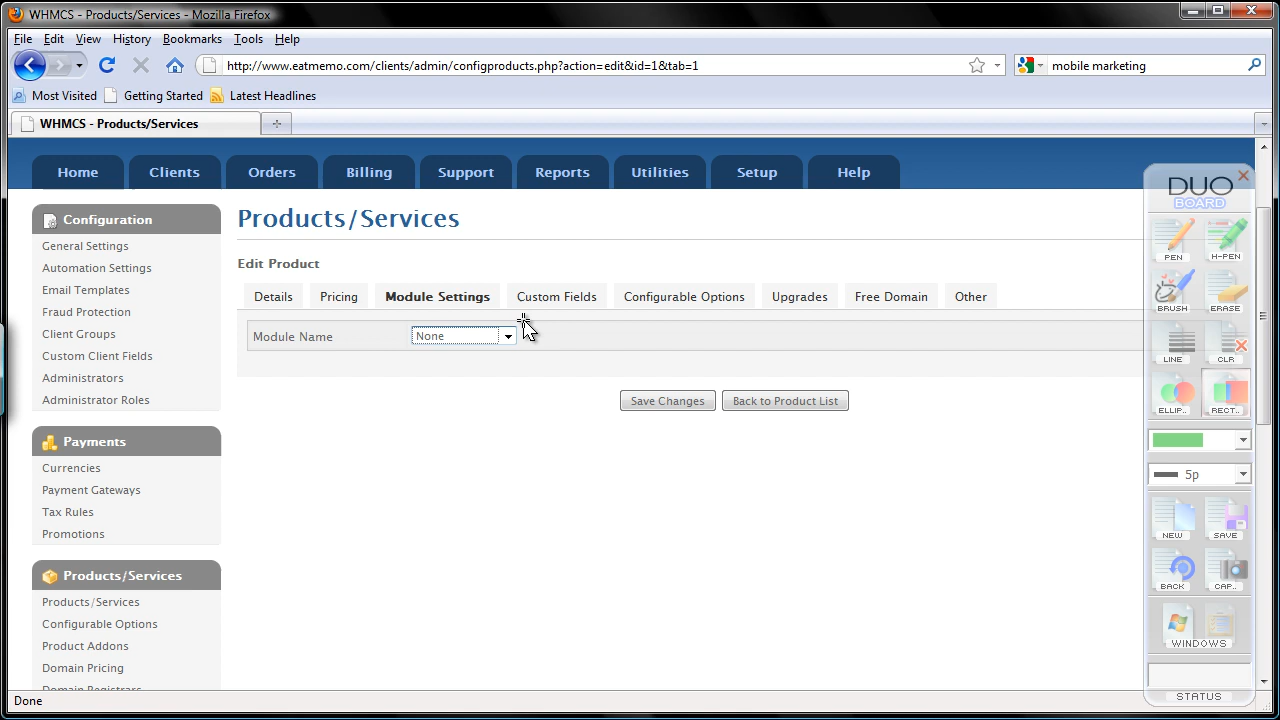 WHMCS - Products/Services - Mozilla Firefox
File Edit View History Bookmarks Tools Help
http://www.eatmemo.com/clients/admin/configproducts.php?action=edit&id=1&tab=1
mobile marketing
Most Visited Getting Started Latest Headlines
WHMCS - Products/Services
Home Clients Orders Billing Support Reports Utilities Setup Help
Configuration
General Settings
Automation Settings
Email Templates
Fraud Protection
Client Groups
Custom Client Fields
Administrators
Administrator Roles
Payments
Currencies
Payment Gateways
Tax Rules
Promotions
Products/Services
Products/Services
Configurable Options
Product Addons
Domain Pricing
Domain Registrars
Products/Services
Edit Product
Details Pricing Module Settings Custom Fields Configurable Options Upgrades Free Domain Other
Module Name None
Save Changes Back to Product List
DUO
BOARD
PEN H-PEN
BRUSH ERASE
LINE CLR
ELLIP.. RECT..
5p
NEW SAVE
BACK CAP..
WINDOWS
STATUS
Done